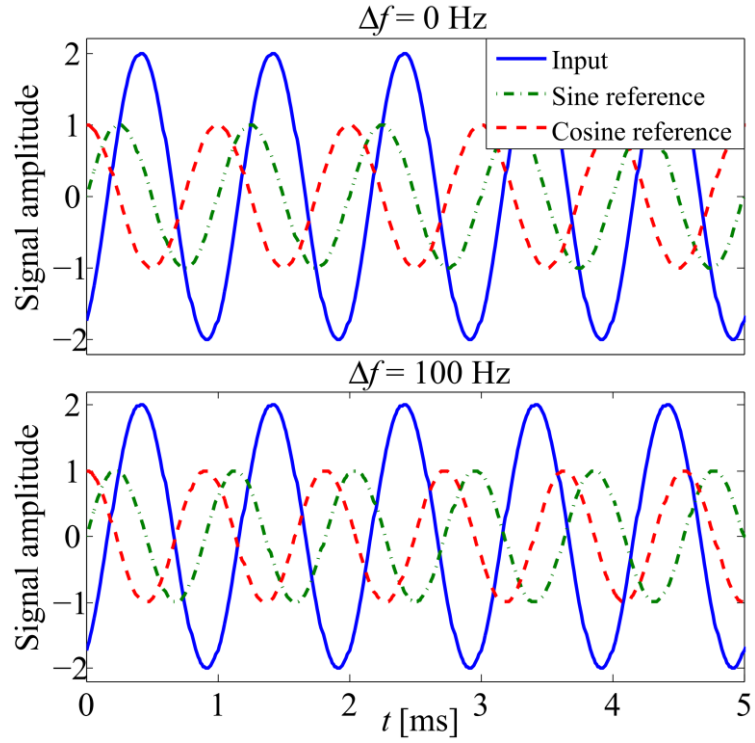 Δf = 0 Hz
Signal amplitude
2
1
0
−1
−2
Input
Sine reference
Cosine reference
Δf = 100 Hz
Signal amplitude
2
1
0
−1
−2
0 1 2 3 4 5
t [ms]